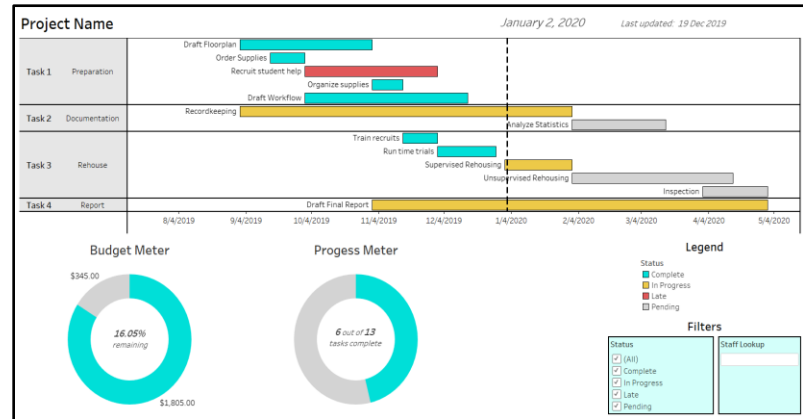 Project Name
January 2, 2020
Last updated: 19 Dec 2019
Task 1
Preparation
Draft Floorplan
Order Supplies
Recruit student help
Organize supplies
Draft Workflow
Task 2
Documentation
Recordkeeping
Analyze Statistics
Task 3
Rehouse
Train recruits
Run time trials
Supervised Rehousing
Unsupervised Rehousing
Inspection
Task 4
Report
Draft Final Report
8/4/2019 9/4/2019 10/4/2019 11/4/2019 12/4/2019 1/4/2020 2/4/2020 3/4/2020 4/4/2020 5/4/2020
Budget Meter
$345.00
16.05%
remaining
$1,805.00
Progess Meter
6 out of 13
tasks complete
Legend
Status
Complete
In Progress
Late
Pending
Filters
Status
(All)
Complete
In Progress
Late
Pending
Staff Lookup